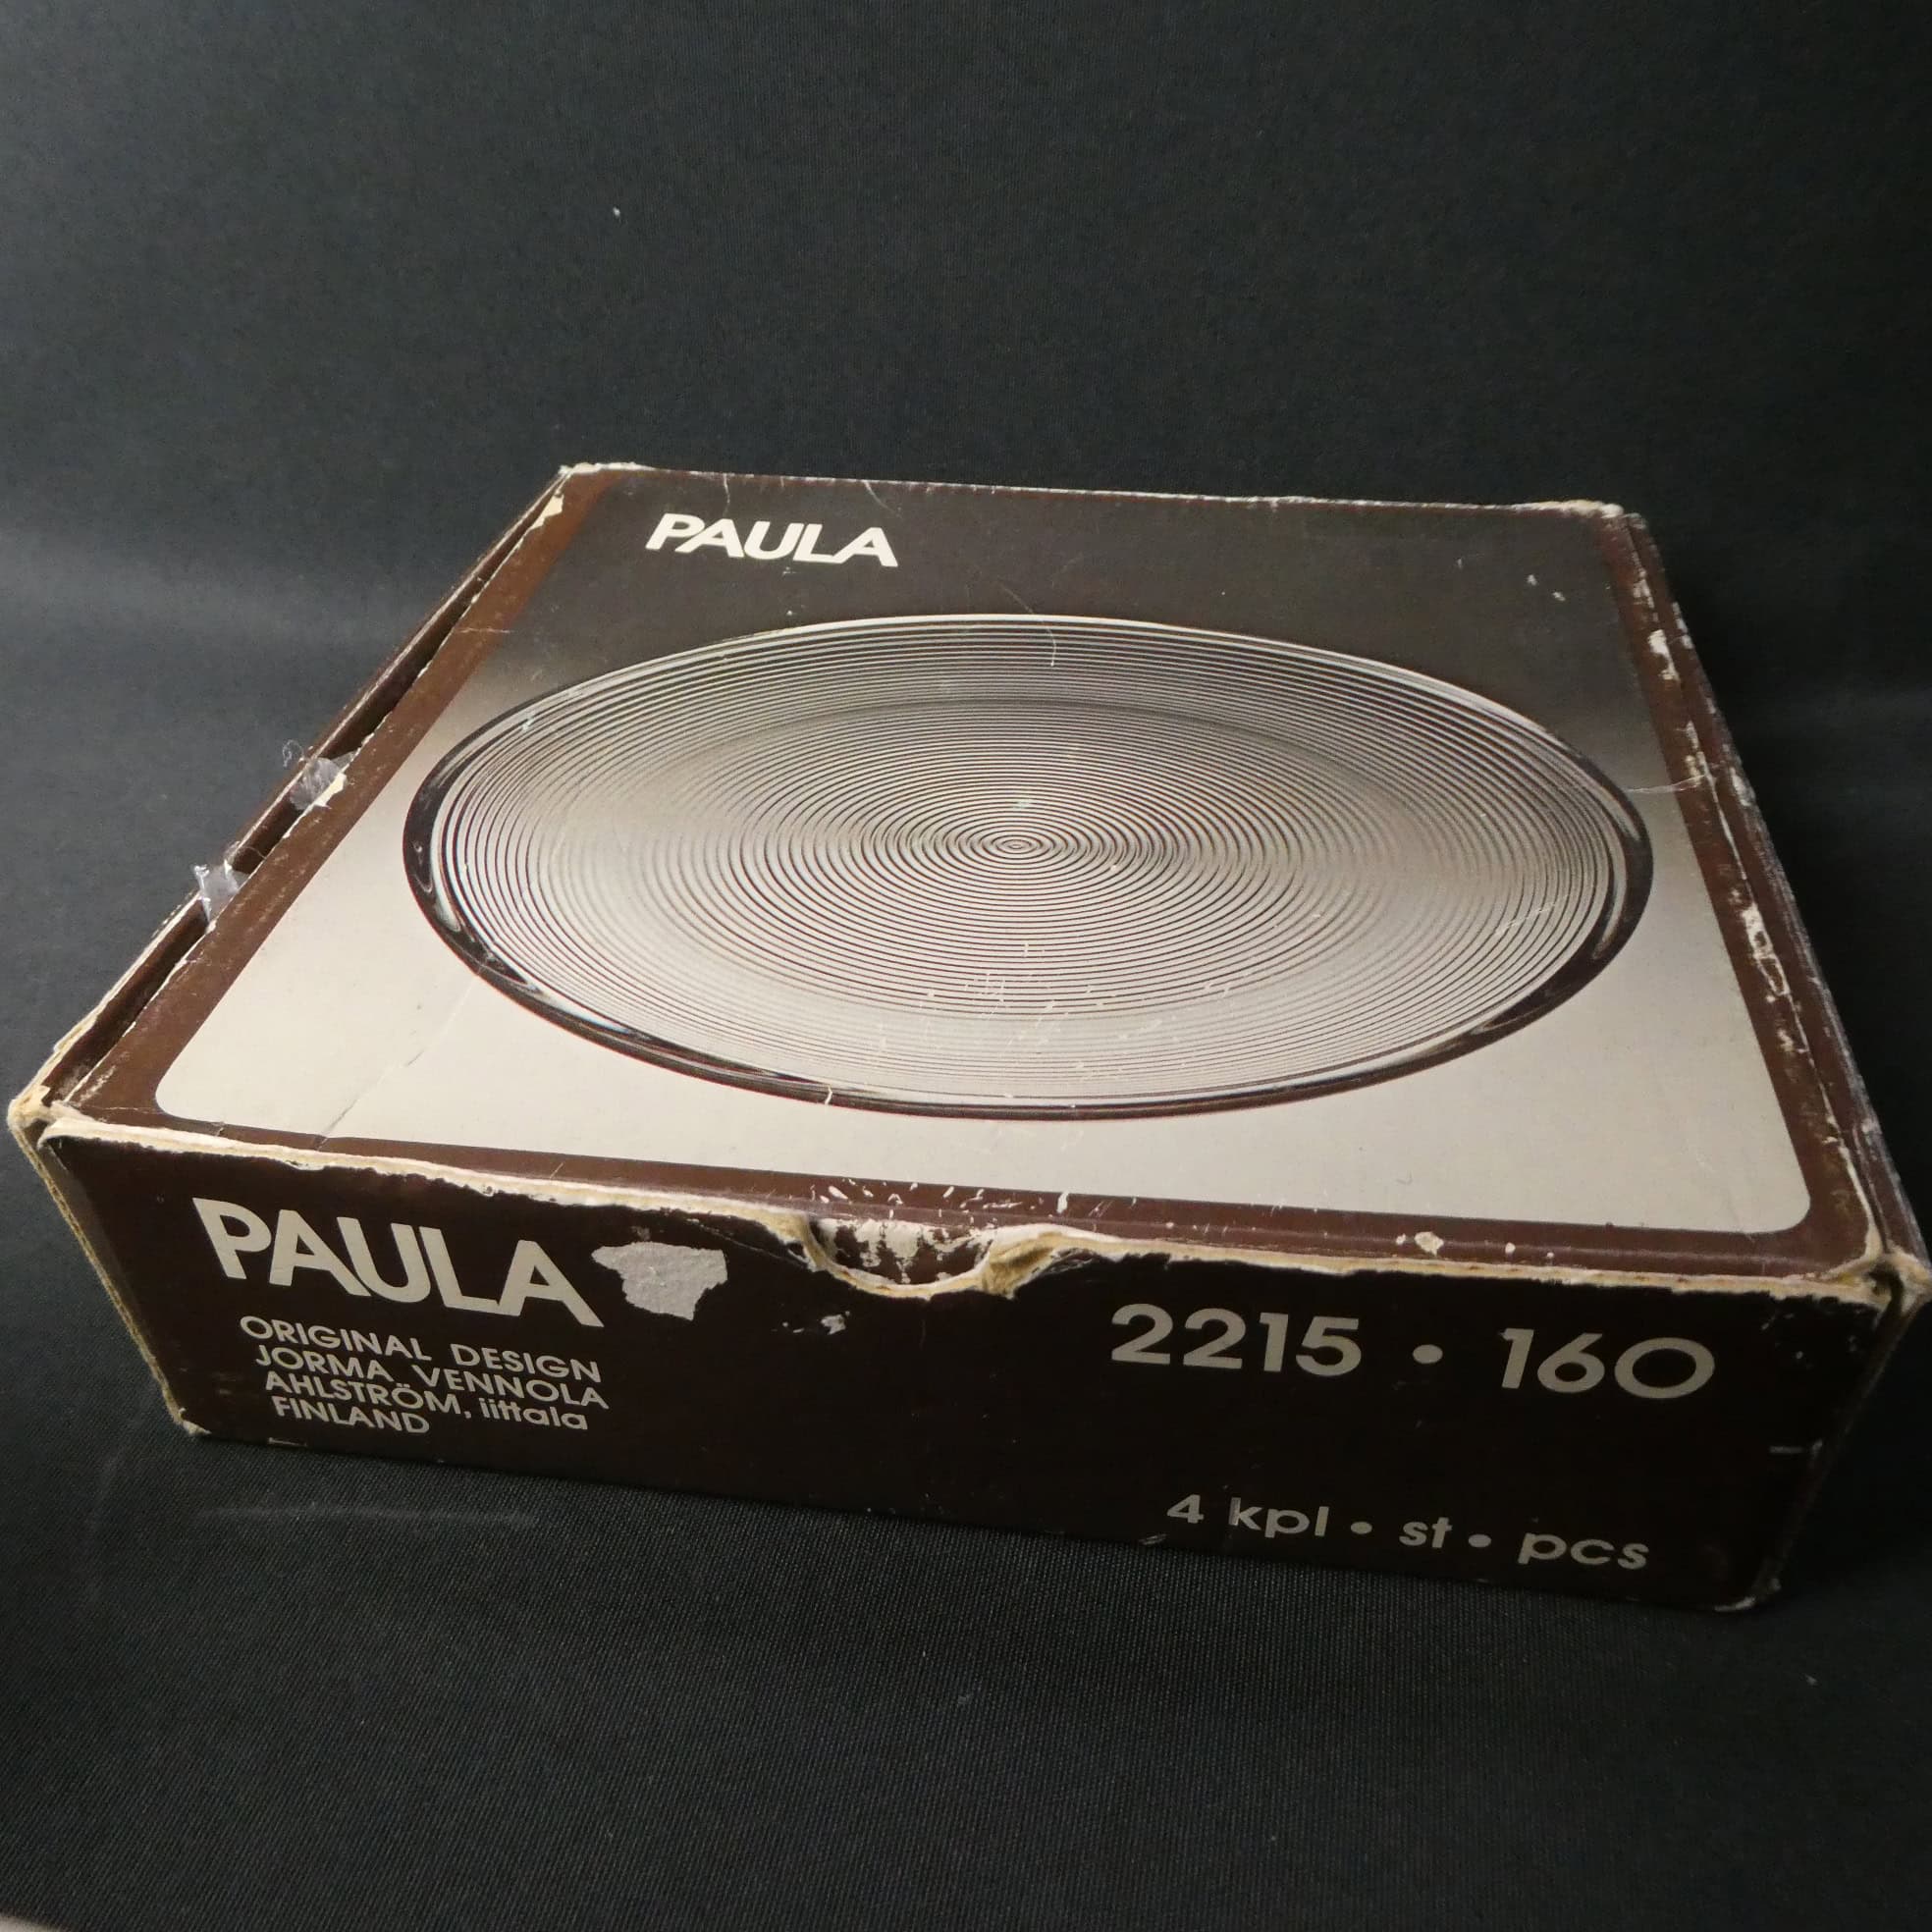 PAULA
PAULA
ORIGINAL DESIGN
JORMA VENNOLA
AHLSTRÖM, iittala
FINLAND
2215 • 160
4 kpl • st • pcs